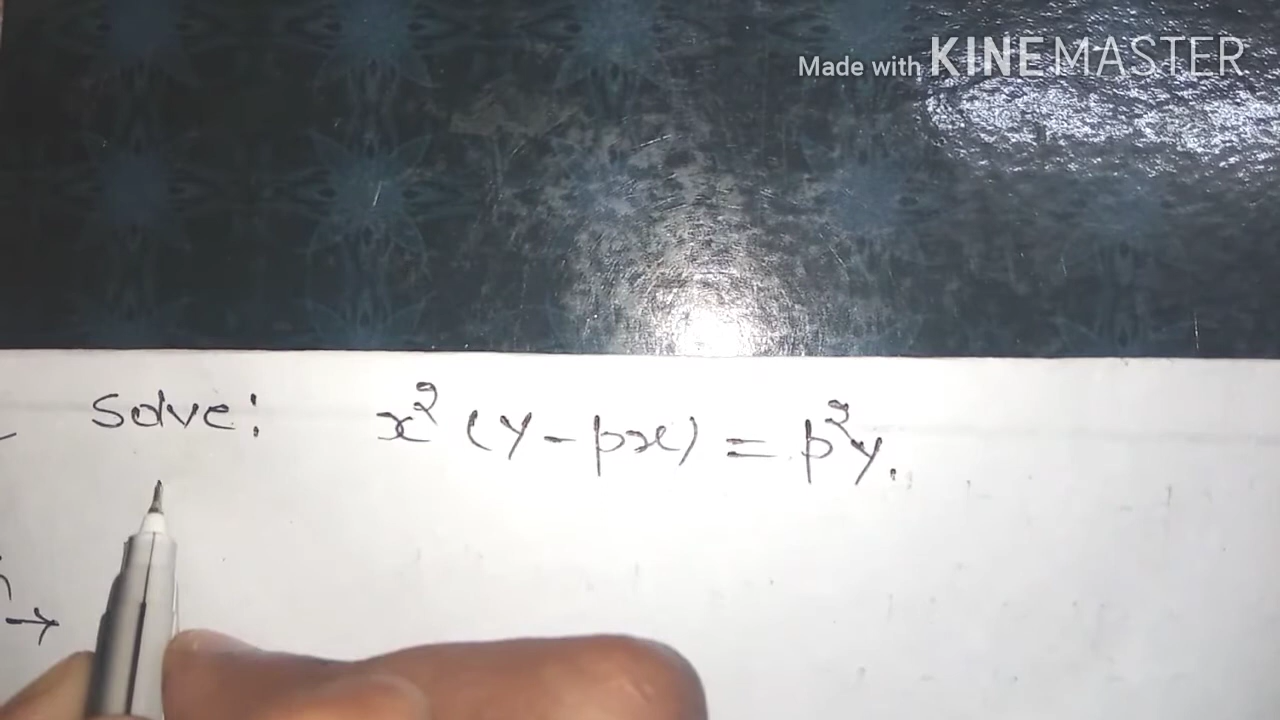 Made with KINEMASTER
Solve: x² (y - px) = p²y.
→